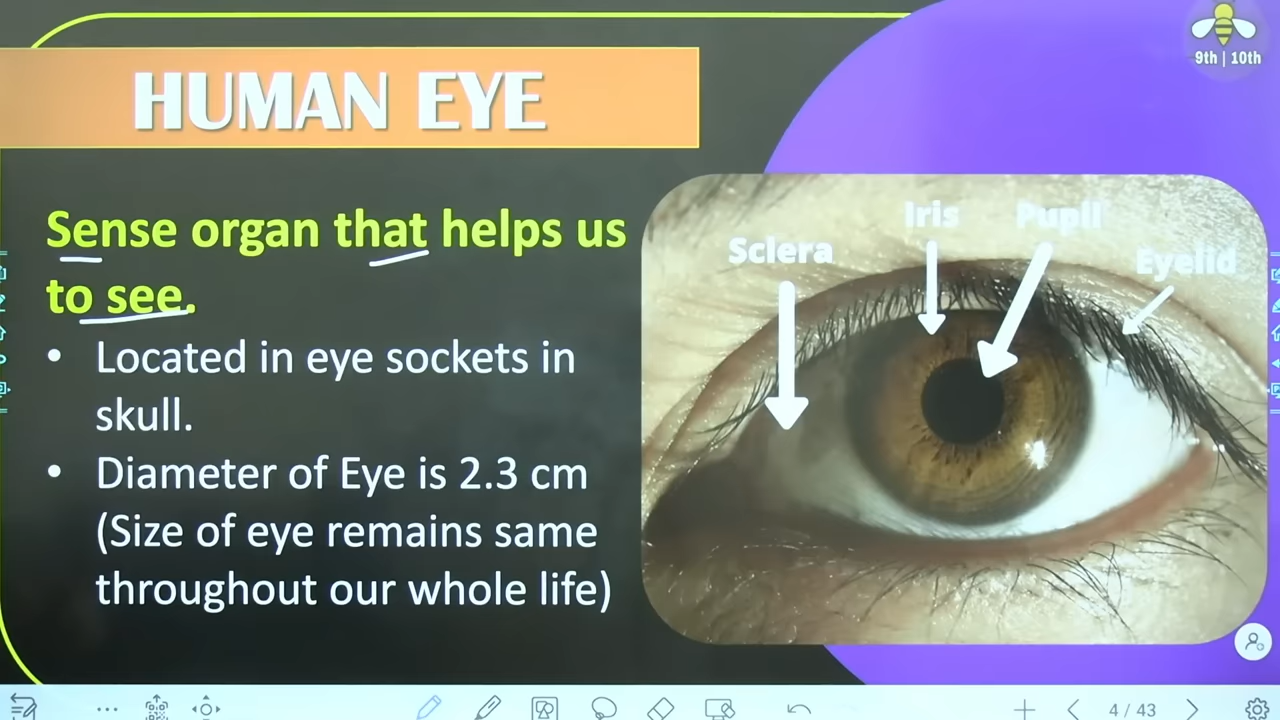 9th | 10th
HUMAN EYE
Sense organ that helps us
to see.
• Located in eye sockets in
skull.
• Diameter of Eye is 2.3 cm
(Size of eye remains same
throughout our whole life)
Sclera
Iris
Pupil
Eyelid
4 / 43